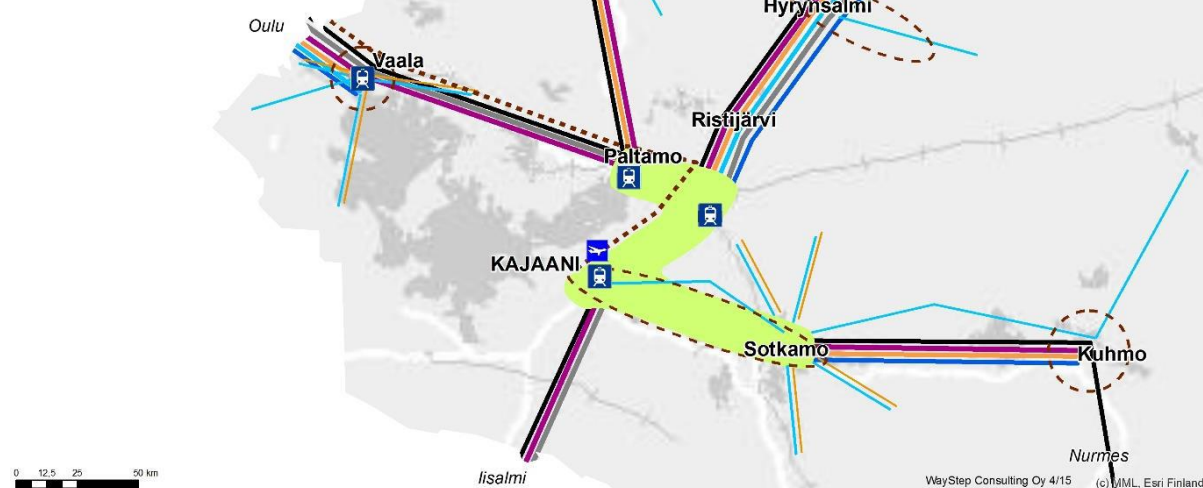 Hyrynsalmi
Oulu
Vaala
Ristijärvi
Paltamo
KAJAANI
Sotkamo
Kuhmo
Nurmes
Iisalmi
0 12,5 25 50 km
WayStep Consulting Oy 4/15 (c) MML, Esri Finland